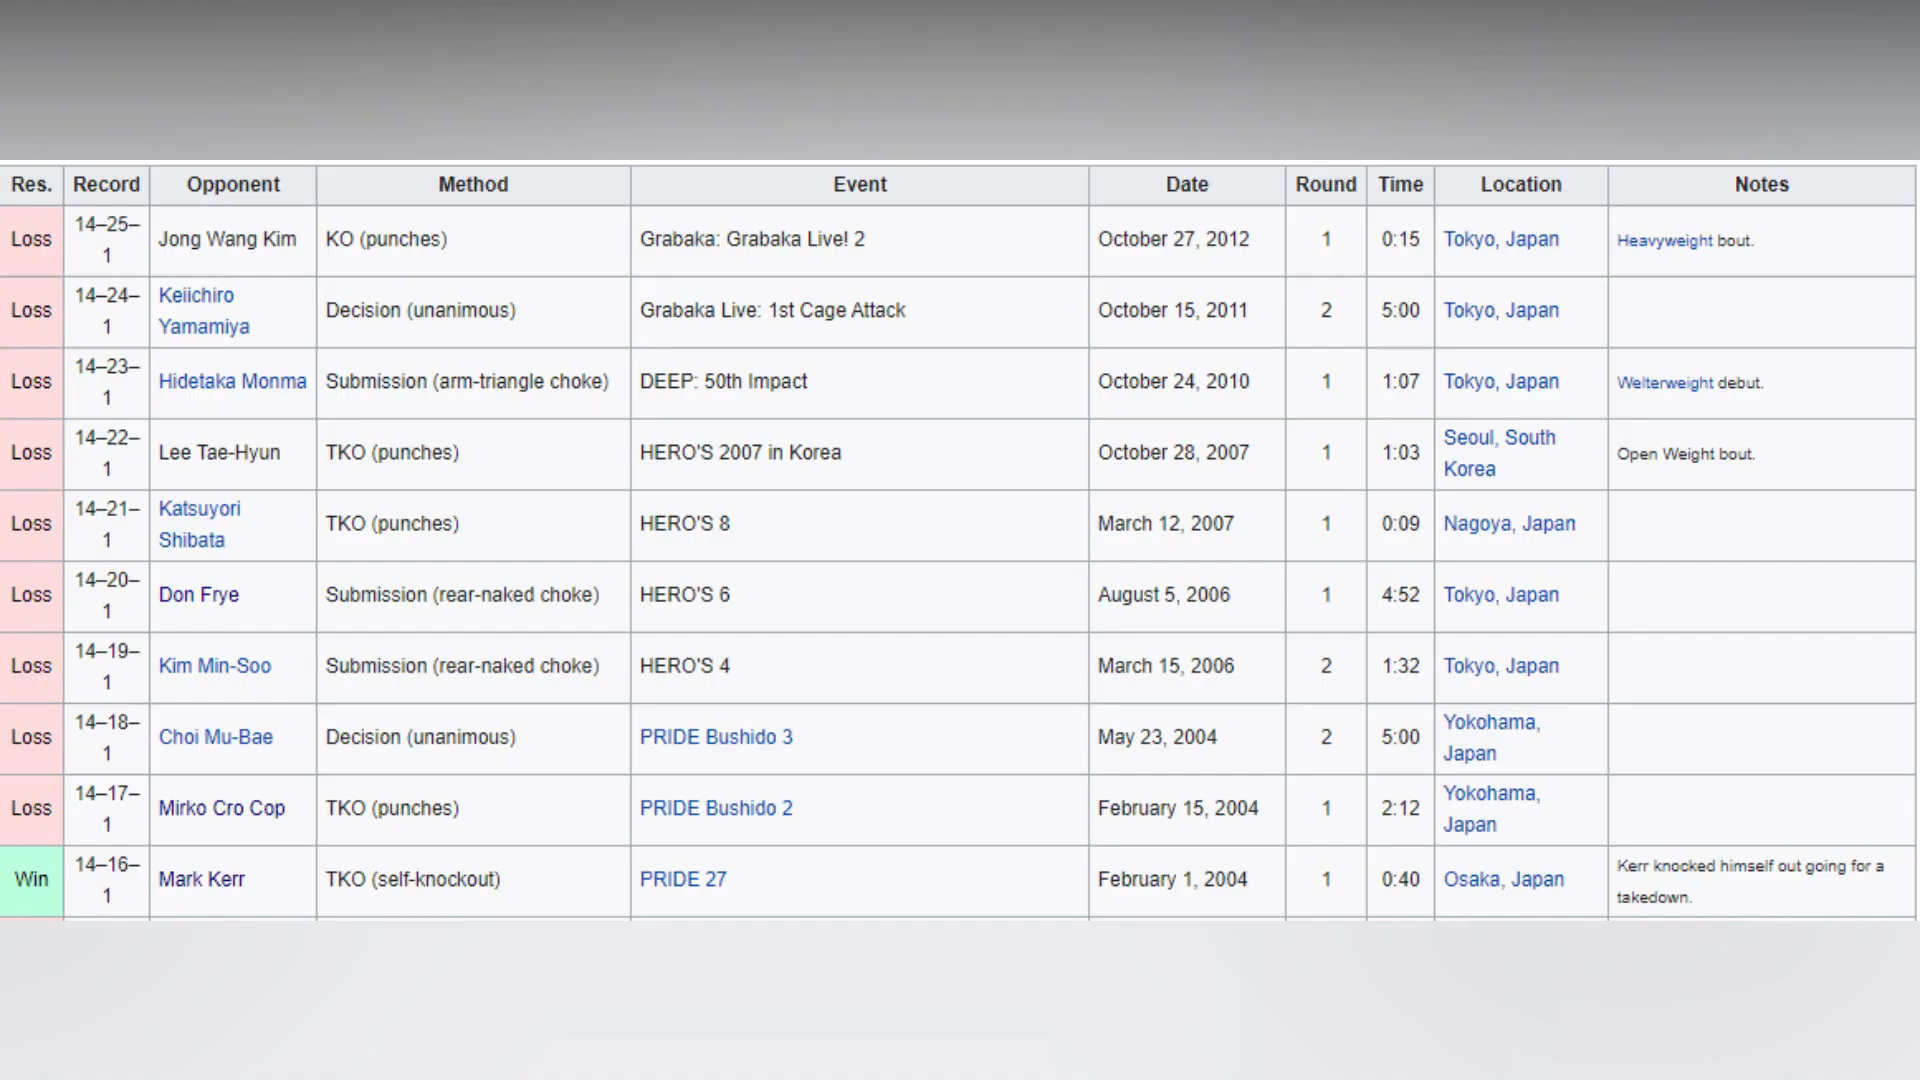 Res. Record Opponent Method Event Date Round Time Location Notes
Loss 14–25–1 Jong Wang Kim KO (punches) Grabaka: Grabaka Live! 2 October 27, 2012 1 0:15 Tokyo, Japan Heavyweight bout.
Loss 14–24–1 Keiichiro Yamamiya Decision (unanimous) Grabaka Live: 1st Cage Attack October 15, 2011 2 5:00 Tokyo, Japan
Loss 14–23–1 Hidetaka Monma Submission (arm-triangle choke) DEEP: 50th Impact October 24, 2010 1 1:07 Tokyo, Japan Welterweight debut.
Loss 14–22–1 Lee Tae-Hyun TKO (punches) HERO'S 2007 in Korea October 28, 2007 1 1:03 Seoul, South Korea Open Weight bout.
Loss 14–21–1 Katsuyori Shibata TKO (punches) HERO'S 8 March 12, 2007 1 0:09 Nagoya, Japan
Loss 14–20–1 Don Frye Submission (rear-naked choke) HERO'S 6 August 5, 2006 1 4:52 Tokyo, Japan
Loss 14–19–1 Kim Min-Soo Submission (rear-naked choke) HERO'S 4 March 15, 2006 2 1:32 Tokyo, Japan
Loss 14–18–1 Choi Mu-Bae Decision (unanimous) PRIDE Bushido 3 May 23, 2004 2 5:00 Yokohama, Japan
Loss 14–17–1 Mirko Cro Cop TKO (punches) PRIDE Bushido 2 February 15, 2004 1 2:12 Yokohama, Japan
Win 14–16–1 Mark Kerr TKO (self-knockout) PRIDE 27 February 1, 2004 1 0:40 Osaka, Japan Kerr knocked himself out going for a takedown.